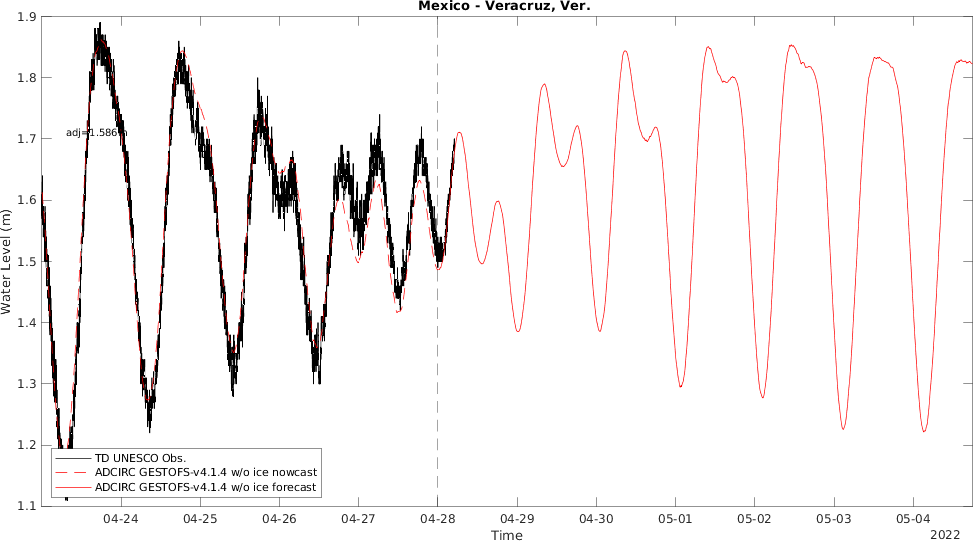 Mexico - Veracruz, Ver.
1.9
1.8
1.7
1.6
1.5
1.4
1.3
1.2
1.1
Water Level (m)
adj=1.586m
TD UNESCO Obs.
ADCIRC GESTOFS-v4.1.4 w/o ice nowcast
ADCIRC GESTOFS-v4.1.4 w/o ice forecast
04-24 04-25 04-26 04-27 04-28 04-29 04-30 05-01 05-02 05-03 05-04
Time
2022